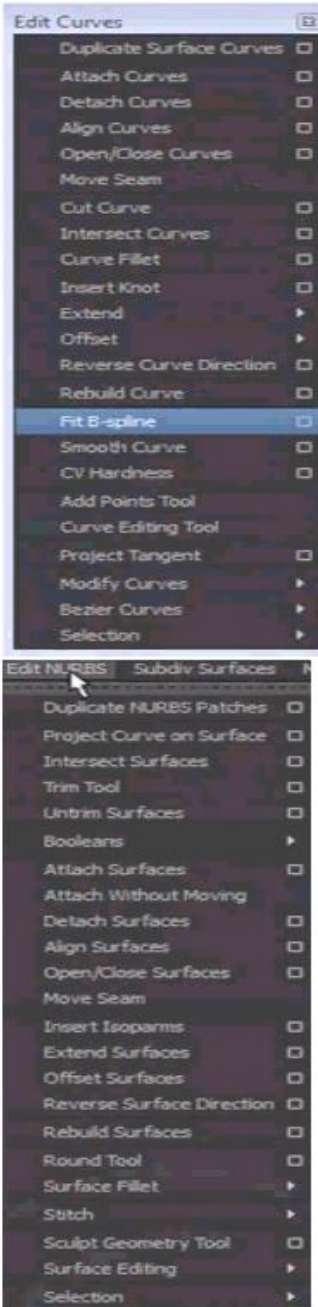 Edit Curves
Duplicate Surface Curves
Attach Curves
Detach Curves
Align Curves
Open/Close Curves
Move Seam
Cut Curve
Intersect Curves
Curve Fillet
Insert Knot
Extend
Offset
Reverse Curve Direction
Rebuild Curve
Fit B-spline
Smooth Curve
CV Hardness
Add Points Tool
Curve Editing Tool
Project Tangent
Modify Curves
Bezier Curves
Selection
Edit NURBS Subdiv Surfaces
Duplicate NURBS Patches
Project Curve on Surface
Intersect Surfaces
Trim Tool
Untrim Surfaces
Booleans
Attach Surfaces
Attach Without Moving
Detach Surfaces
Align Surfaces
Open/Close Surfaces
Move Seam
Insert Isoparms
Extend Surfaces
Offset Surfaces
Reverse Surface Direction
Rebuild Surfaces
Round Tool
Surface Fillet
Stitch
Sculpt Geometry Tool
Surface Editing
Selection